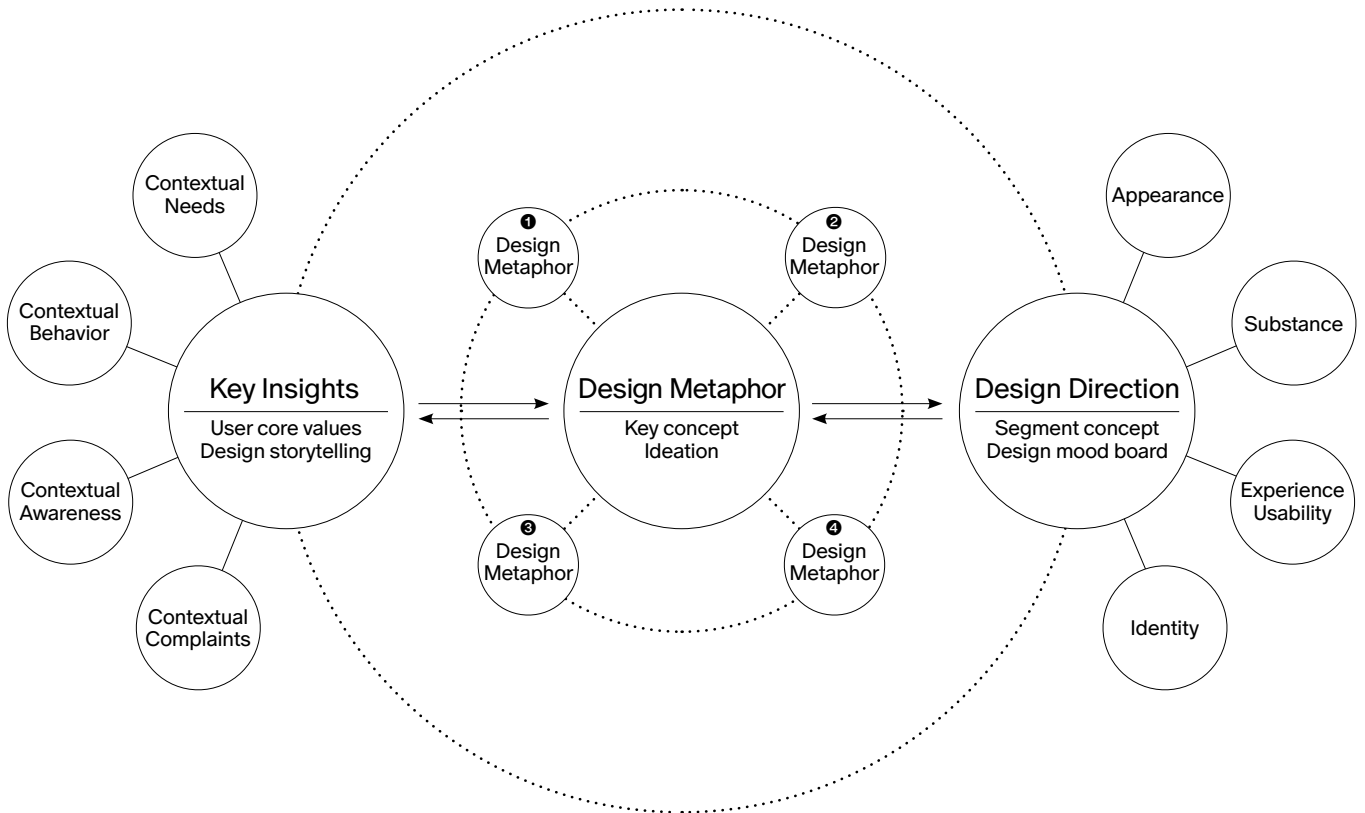 Contextual
Needs
Contextual
Behavior
Contextual
Awareness
Contextual
Complaints
Key Insights
User core values
Design storytelling
❶
Design
Metaphor
❷
Design
Metaphor
Design Metaphor
Key concept
Ideation
❸
Design
Metaphor
❹
Design
Metaphor
Design Direction
Segment concept
Design mood board
Appearance
Substance
Experience
Usability
Identity